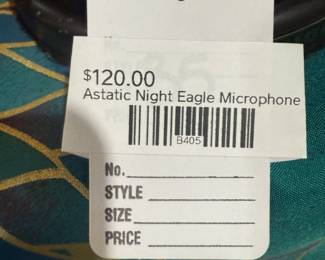 $120.00
Astatic Night Eagle Microphone
B405
No.
STYLE
SIZE
PRICE